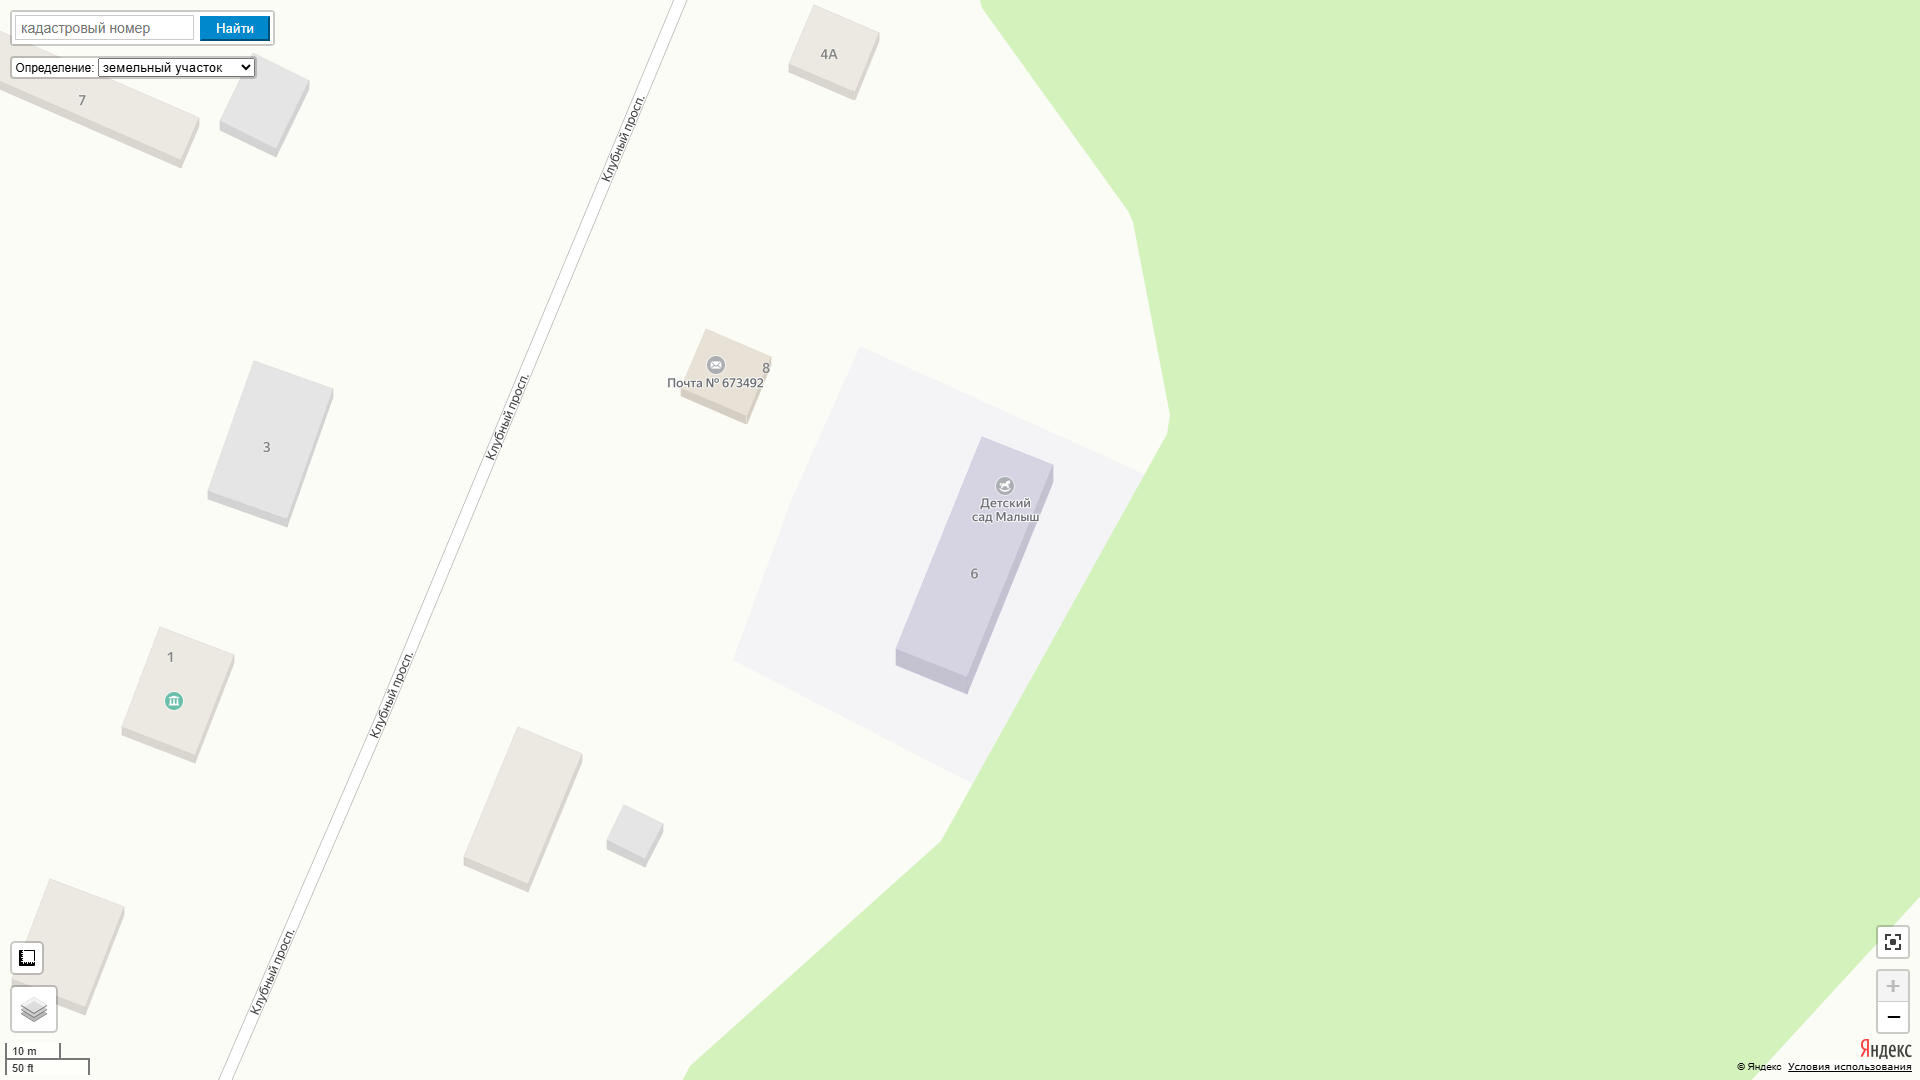 кадастровый номер
Найти
Определение: земельный участок
7
4А
Клубный просп.
8
Почта № 673492
Клубный просп.
3
Детский
сад Малыш
6
1
Клубный просп.
Клубный просп.
10 m
50 ft
+
−
Яндекс
© Яндекс Условия использования